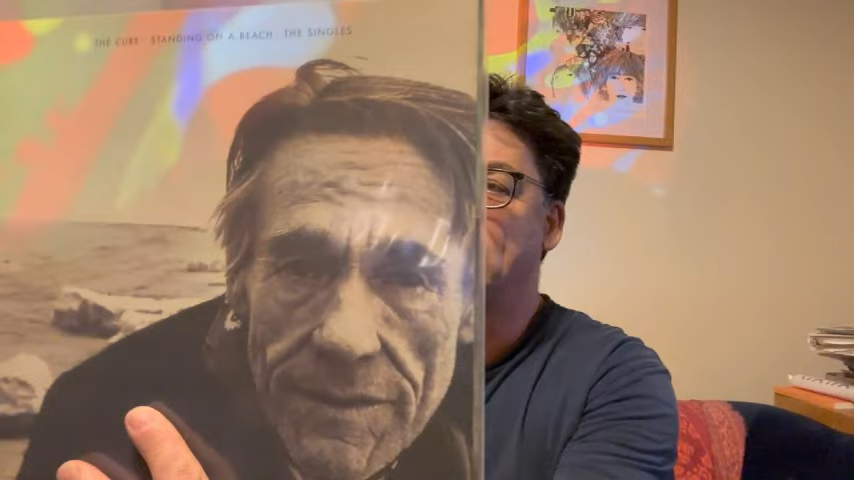 THE CURE · STANDING ON A BEACH · THE SINGLES